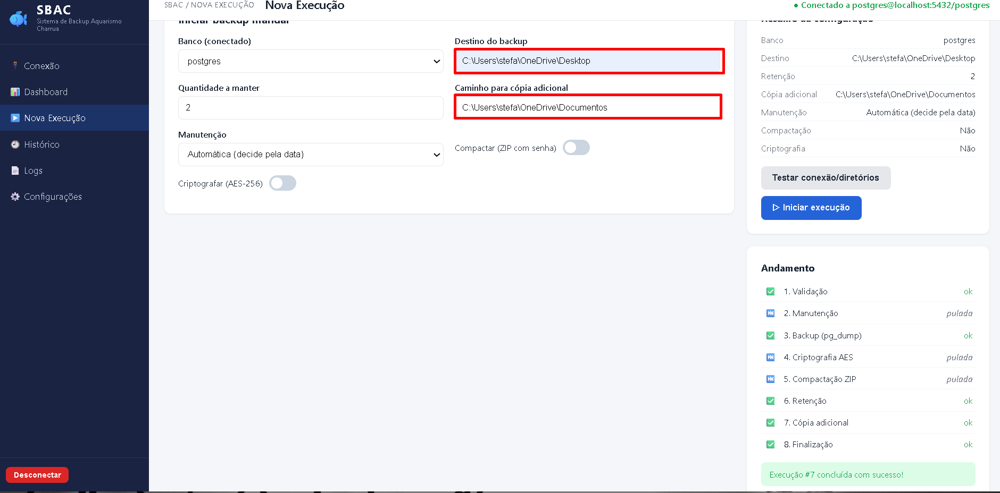 SBAC
Sistema de Backup Aquarismo
Charrua
Conexão
Dashboard
Nova Execução
Histórico
Logs
Configurações
Desconectar
SBAC / NOVA EXECUÇÃO
Nova Execução
● Conectado a postgres@localhost:5432/postgres
Iniciar backup manual
Banco (conectado)
postgres
Destino do backup
C:\Users\stefa\OneDrive\Desktop
Quantidade a manter
2
Caminho para cópia adicional
C:\Users\stefa\OneDrive\Documentos
Manutenção
Automática (decide pela data)
Compactar (ZIP com senha)
Criptografar (AES-256)
Resumo da configuração
Banco postgres
Destino C:\Users\stefa\OneDrive\Desktop
Retenção 2
Cópia adicional C:\Users\stefa\OneDrive\Documentos
Manutenção Automática (decide pela data)
Compactação Não
Criptografia Não
Testar conexão/diretórios
▷ Iniciar execução
Andamento
1. Validação ok
2. Manutenção pulada
3. Backup (pg_dump) ok
4. Criptografia AES pulada
5. Compactação ZIP pulada
6. Retenção ok
7. Cópia adicional ok
8. Finalização ok
Execução #7 concluída com sucesso!